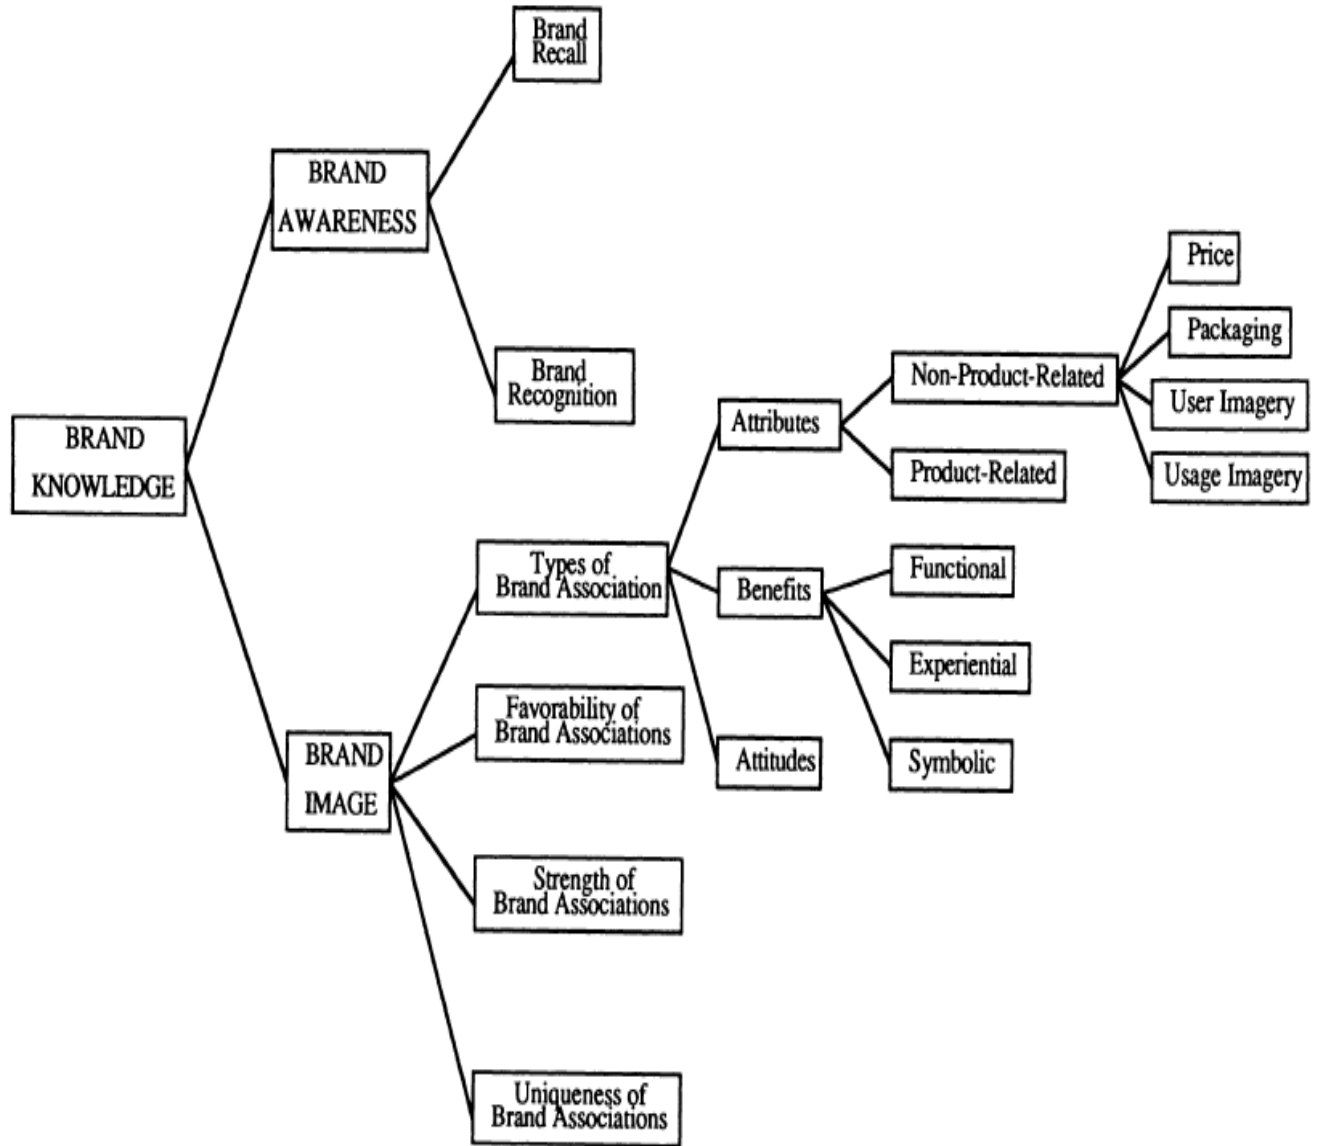 Brand
Recall
BRAND
AWARENESS
Brand
Recognition
BRAND
KNOWLEDGE
Price
Packaging
Non-Product-Related
User Imagery
Attributes
Product-Related
Usage Imagery
Types of
Brand Association
Benefits
Functional
Experiential
Favorability of
Brand Associations
Attitudes
Symbolic
BRAND
IMAGE
Strength of
Brand Associations
Uniqueness of
Brand Associations